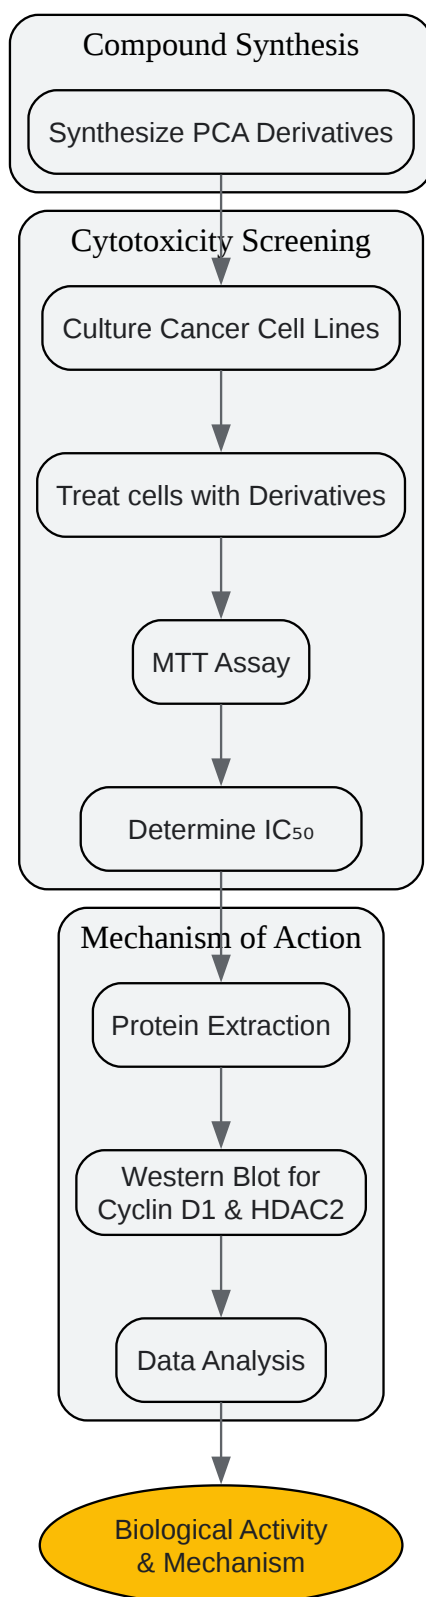 Compound Synthesis
Synthesize PCA Derivatives
Cytotoxicity Screening
Culture Cancer Cell Lines
Treat cells with Derivatives
MTT Assay
Determine IC₅₀
Mechanism of Action
Protein Extraction
Western Blot for
Cyclin D1 & HDAC2
Data Analysis
Biological Activity
& Mechanism